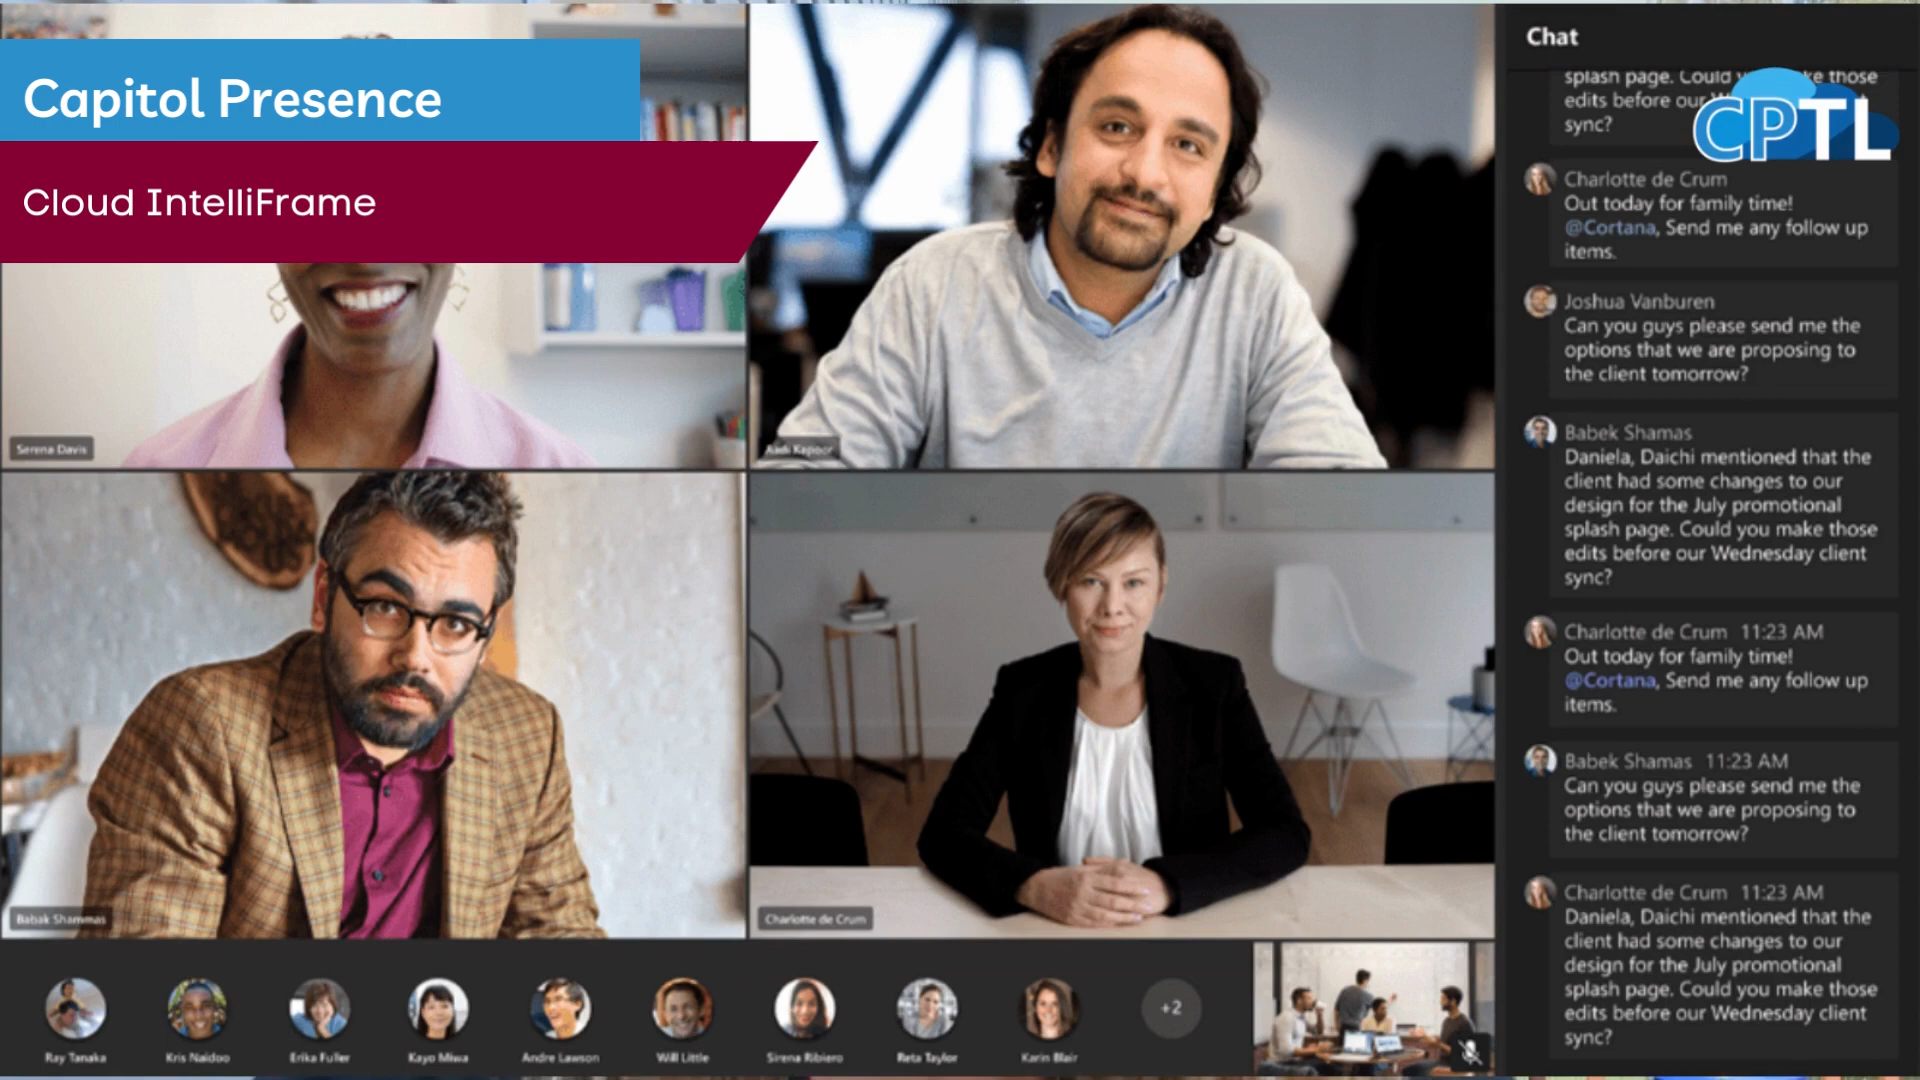 Capitol Presence
Cloud IntelliFrame
Serena Davis
Aadi Kapoor
Babak Shammas
Charlotte de Crum
Ray Tanaka
Kris Naidoo
Erika Fuller
Kayo Miwa
Andre Lawson
Will Little
Sirena Ribiero
Reta Taylor
Karin Blair
+2
Chat
CPTL
splash page. Could those
edits before our
sync?
Charlotte de Crum
Out today for family time!
@Cortana, Send me any follow up
items.
Joshua Vanburen
Can you guys please send me the
options that we are proposing to
the client tomorrow?
Babek Shamas
Daniela, Daichi mentioned that the
client had some changes to our
design for the July promotional
splash page. Could you make those
edits before our Wednesday client
sync?
Charlotte de Crum 11:23 AM
Out today for family time!
@Cortana, Send me any follow up
items.
Babek Shamas 11:23 AM
Can you guys please send me the
options that we are proposing to
the client tomorrow?
Charlotte de Crum 11:23 AM
Daniela, Daichi mentioned that the
client had some changes to our
design for the July promotional
splash page. Could you make those
edits before our Wednesday client
sync?